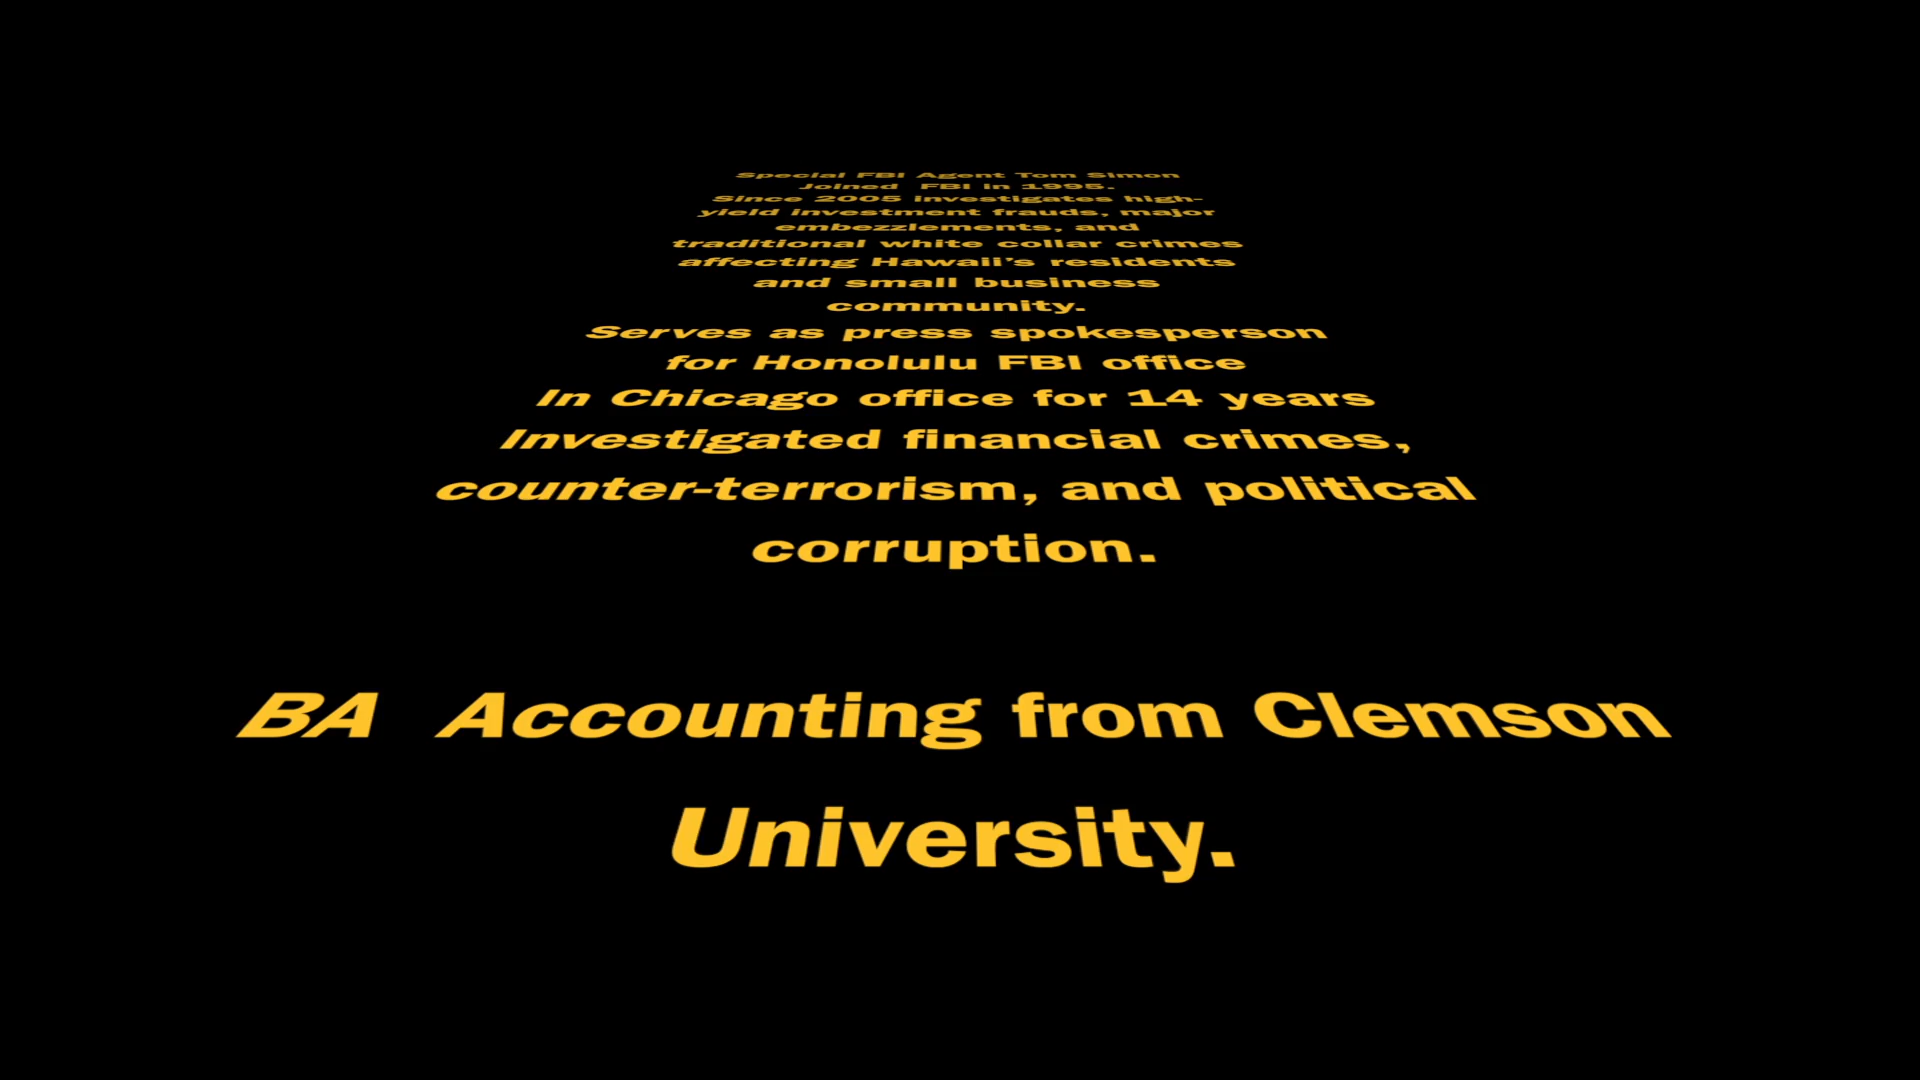 Special FBI Agent Tom Simon
Joined FBI in 1995.
Since 2005 investigates high-
yield investment frauds, major
embezzlements, and
traditional white collar crimes
affecting Hawaii's residents
and small business
community.
Serves as press spokesperson
for Honolulu FBI office
In Chicago office for 14 years
Investigated financial crimes,
counter-terrorism, and political
corruption.
BA Accounting from Clemson
University.